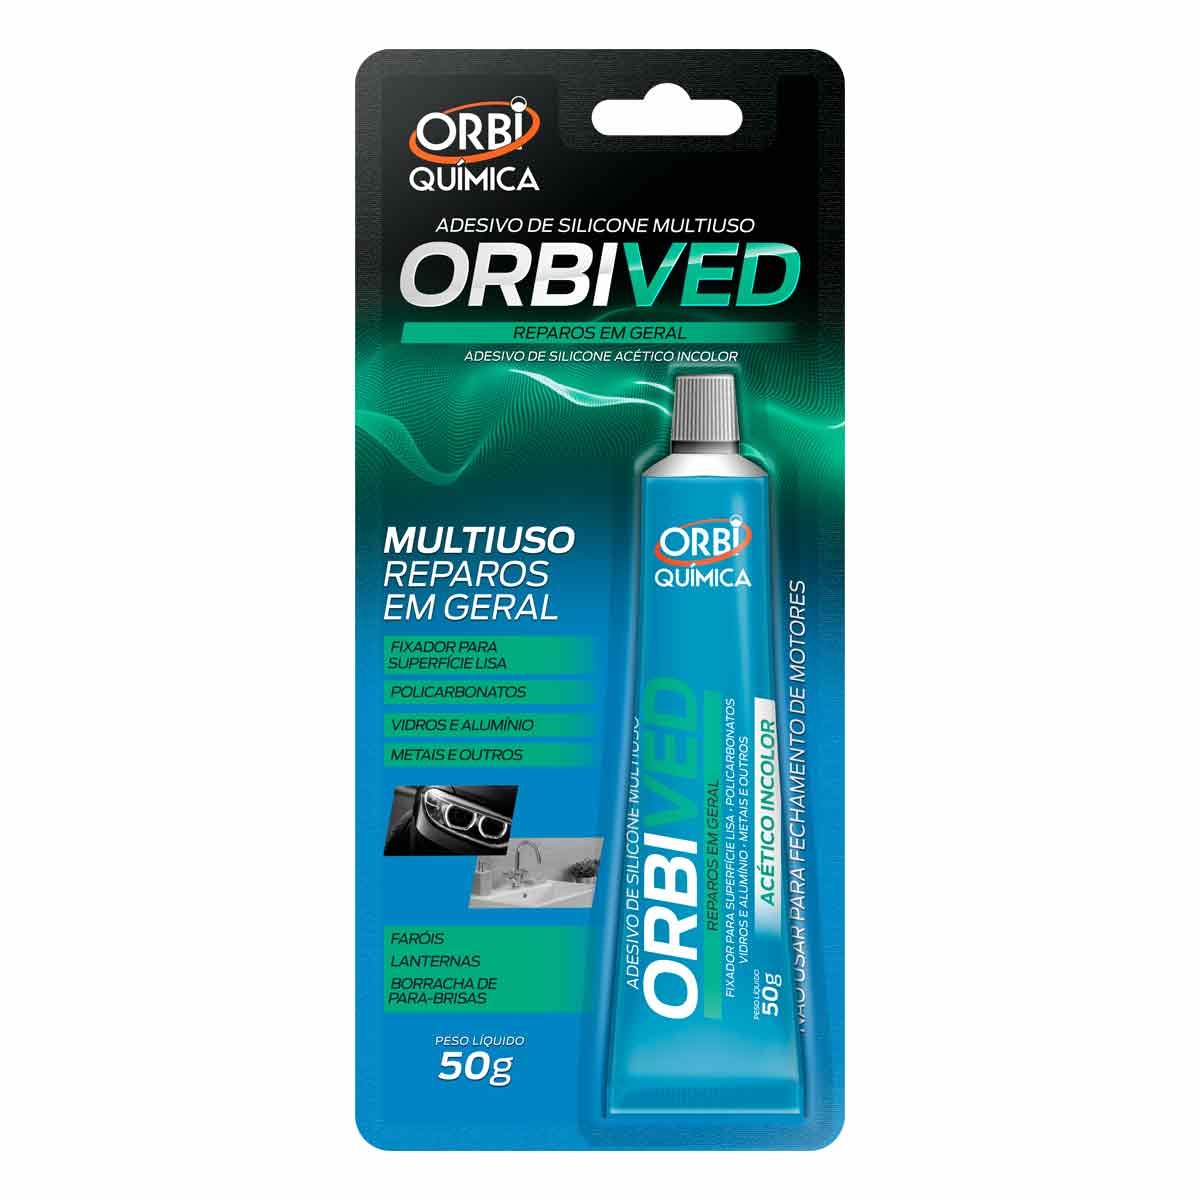 ORBI
QUÍMICA
ADESIVO DE SILICONE MULTIUSO
ORBIVED
REPAROS EM GERAL
ADESIVO DE SILICONE ACÉTICO INCOLOR
MULTIUSO
REPAROS
EM GERAL
FIXADOR PARA
SUPERFÍCIE LISA
POLICARBONATOS
VIDROS E ALUMÍNIO
METAIS E OUTROS
FARÓIS
LANTERNAS
BORRACHA DE
PARA-BRISAS
PESO LÍQUIDO
50g
ORBI
QUÍMICA
ADESIVO DE SILICONE MULTIUSO
ORBIVED
REPAROS EM GERAL
FIXADOR PARA SUPERFÍCIE LISA • POLICARBONATOS
VIDROS E ALUMÍNIO • METAIS E OUTROS
ACÉTICO INCOLOR
PESO LÍQUIDO
50g
NÃO USAR PARA FECHAMENTO DE MOTORES